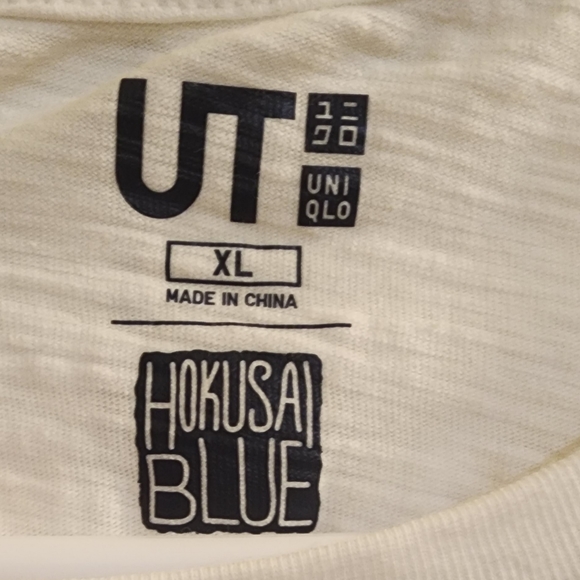 UT
ユニ
クロ
UNI
QLO
XL
MADE IN CHINA
HOKUSAI
BLUE